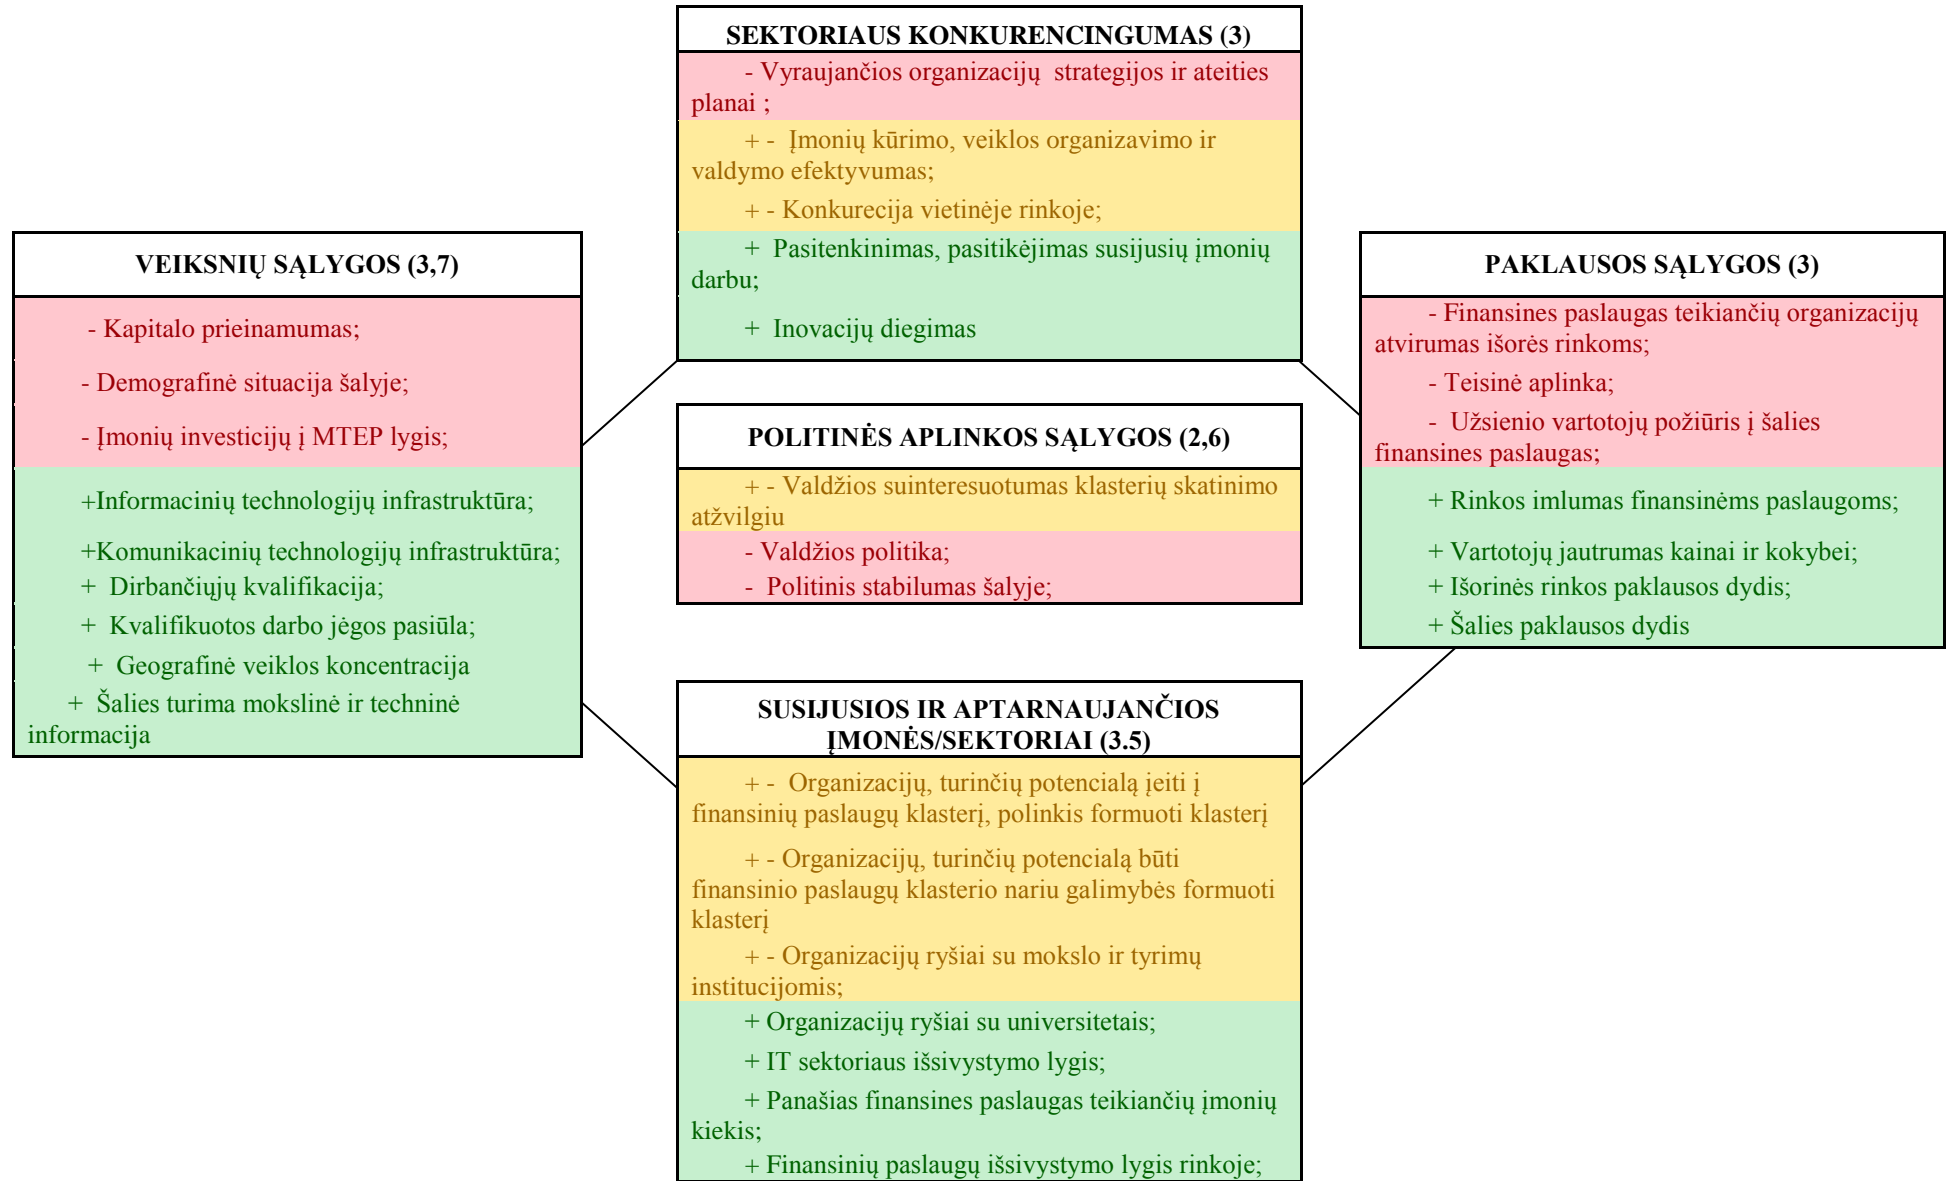 SEKTORIAUS KONKURENCINGUMAS (3)
- Vyraujančios organizacijų strategijos ir ateities
planai ;
+ - Įmonių kūrimo, veiklos organizavimo ir
valdymo efektyvumas;
+ - Konkurecija vietinėje rinkoje;
+ Pasitenkinimas, pasitikėjimas susijusių įmonių
darbu;
+ Inovacijų diegimas
VEIKSNIŲ SĄLYGOS (3,7)
- Kapitalo prieinamumas;
- Demografinė situacija šalyje;
- Įmonių investicijų į MTEP lygis;
+Informacinių technologijų infrastruktūra;
+Komunikacinių technologijų infrastruktūra;
+ Dirbančiųjų kvalifikacija;
+ Kvalifikuotos darbo jėgos pasiūla;
+ Geografinė veiklos koncentracija
+ Šalies turima mokslinė ir techninė
informacija
POLITINĖS APLINKOS SĄLYGOS (2,6)
+ - Valdžios suinteresuotumas klasterių skatinimo
atžvilgiu
- Valdžios politika;
- Politinis stabilumas šalyje;
PAKLAUSOS SĄLYGOS (3)
- Finansines paslaugas teikiančių organizacijų
atvirumas išorės rinkoms;
- Teisinė aplinka;
- Užsienio vartotojų požiūris į šalies
finansines paslaugas;
+ Rinkos imlumas finansinėms paslaugoms;
+ Vartotojų jautrumas kainai ir kokybei;
+ Išorinės rinkos paklausos dydis;
+ Šalies paklausos dydis
SUSIJUSIOS IR APTARNAUJANČIOS
ĮMONĖS/SEKTORIAI (3.5)
+ - Organizacijų, turinčių potencialą įeiti į
finansinių paslaugų klasterį, polinkis formuoti klasterį
+ - Organizacijų, turinčių potencialą būti
finansinio paslaugų klasterio nariu galimybės formuoti
klasterį
+ - Organizacijų ryšiai su mokslo ir tyrimų
institucijomis;
+ Organizacijų ryšiai su universitetais;
+ IT sektoriaus išsivystymo lygis;
+ Panašias finansines paslaugas teikiančių įmonių
kiekis;
+ Finansinių paslaugų išsivystymo lygis rinkoje;